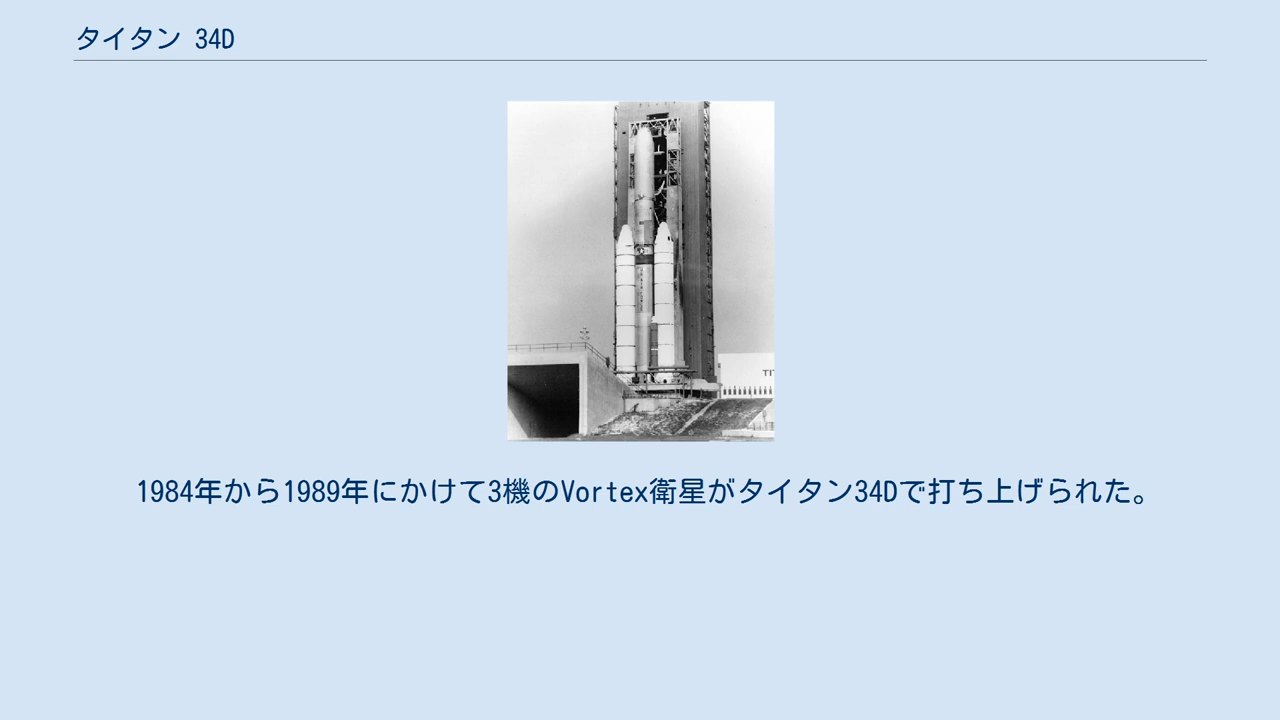 タイタン 34D
1984年から1989年にかけて3機のVortex衛星がタイタン34Dで打ち上げられた。